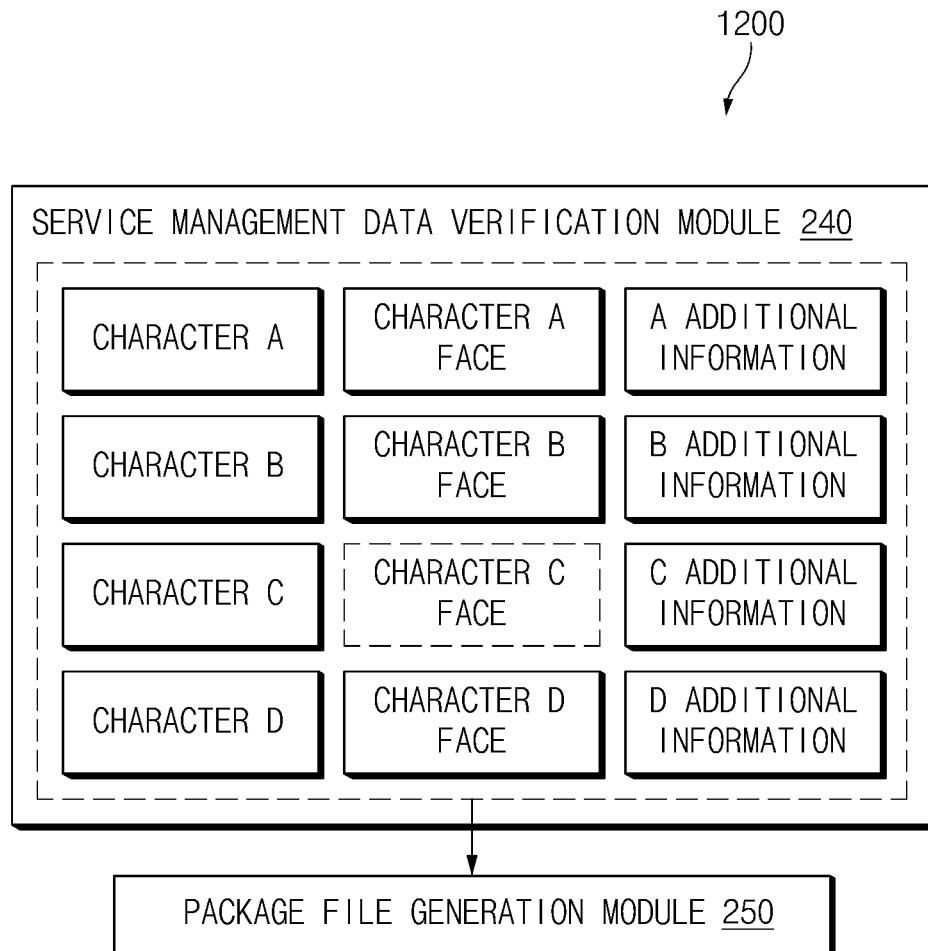 1200
SERVICE MANAGEMENT DATA VERIFICATION MODULE 240
CHARACTER A
CHARACTER A
FACE
A ADDITIONAL
INFORMATION
CHARACTER B
CHARACTER B
FACE
B ADDITIONAL
INFORMATION
CHARACTER C
CHARACTER C
FACE
C ADDITIONAL
INFORMATION
CHARACTER D
CHARACTER D
FACE
D ADDITIONAL
INFORMATION
PACKAGE FILE GENERATION MODULE 250